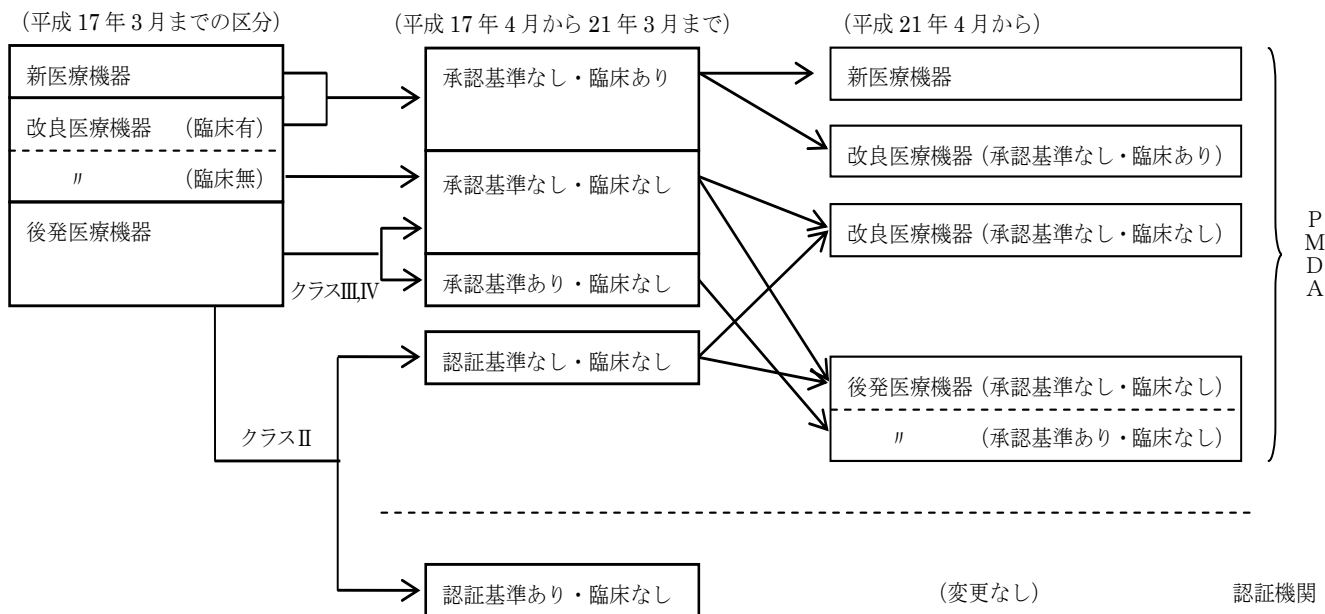 (平成 17 年 3 月までの区分) (平成 17 年 4 月から 21 年 3 月まで) (平成 21 年 4 月から)
新医療機器
改良医療機器 (臨床有)
〃 (臨床無)
後発医療機器
クラスⅢ,Ⅳ
クラスⅡ
承認基準なし・臨床あり
承認基準なし・臨床なし
承認基準あり・臨床なし
認証基準なし・臨床なし
認証基準あり・臨床なし
新医療機器
改良医療機器 (承認基準なし・臨床あり)
改良医療機器 (承認基準なし・臨床なし)
後発医療機器 (承認基準なし・臨床なし)
〃 (承認基準あり・臨床なし)
(変更なし)
PMDA
認証機関